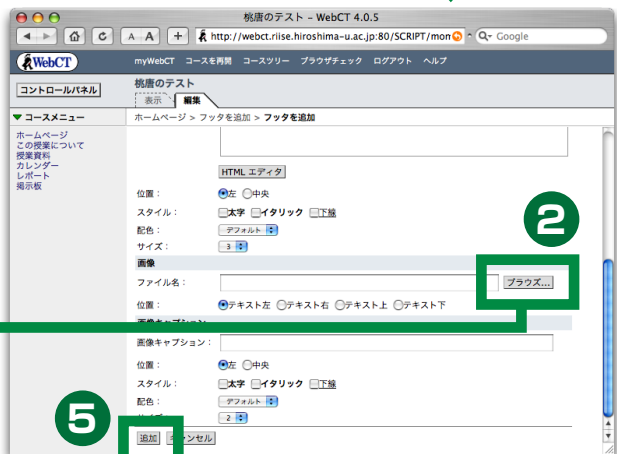 桃唐のテスト – WebCT 4.0.5
A A + http://webct.riise.hiroshima-u.ac.jp:80/SCRIPT/mon Q- Google
WebCT myWebCT コースを再開 コースツリー ブラウザチェック ログアウト ヘルプ
コントロールパネル 桃唐のテスト
表示 編集
コースメニュー ホームページ > フッタを追加 > フッタを追加
ホームページ
この授業について
授業資料
カレンダー
レポート
掲示板
HTML エディタ
位置: 左 中央
スタイル: 太字 イタリック 下線
配色: デフォルト
サイズ: 3
2
画像
ファイル名: ブラウズ...
位置: テキスト左 テキスト右 テキスト上 テキスト下
画像キャプション
画像キャプション:
位置: 左 中央
スタイル: 太字 イタリック 下線
配色: デフォルト
2
5
追加 キャンセル